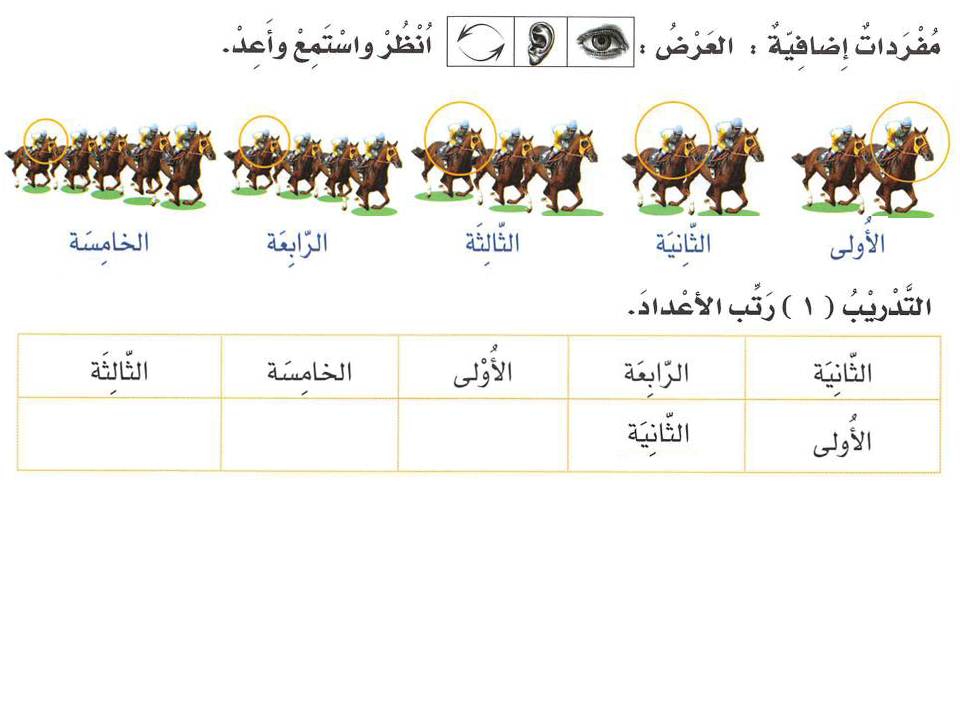 مُفْرَداتٌ إِضافِيّةٌ : العَرْضُ : اُنْظُرْ واسْتَمِعْ وأَعِدْ.
الأُولى الثّانِيَة الثّالِثَة الرّابِعَة الخامِسَة
التَّدْريْبُ ( ١ ) رَتِّب الأعْدادَ.
الثّانِيَة الرّابِعَة الأُوْلى الخامِسَة الثّالِثَة
الأُولى الثّانِيَة